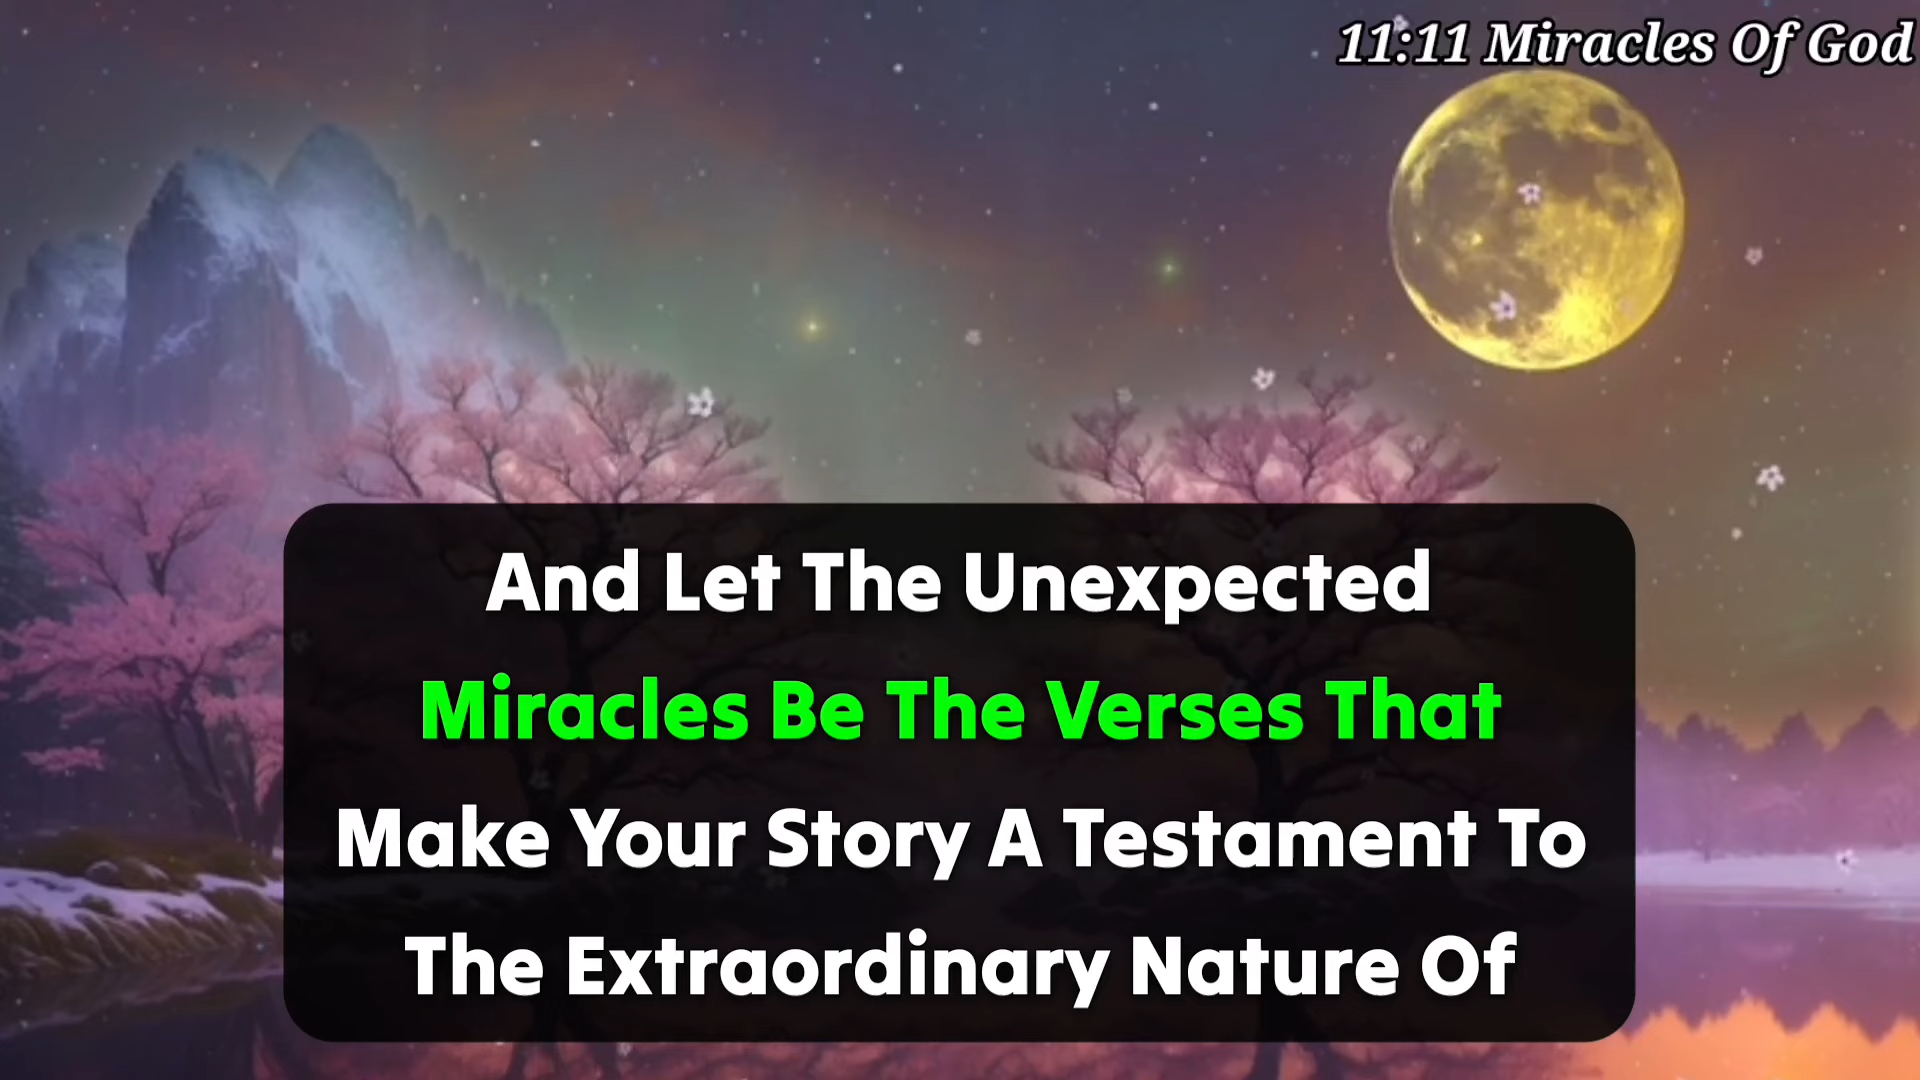 11:11 Miracles Of God
And Let The Unexpected
Miracles Be The Verses That
Make Your Story A Testament To
The Extraordinary Nature Of